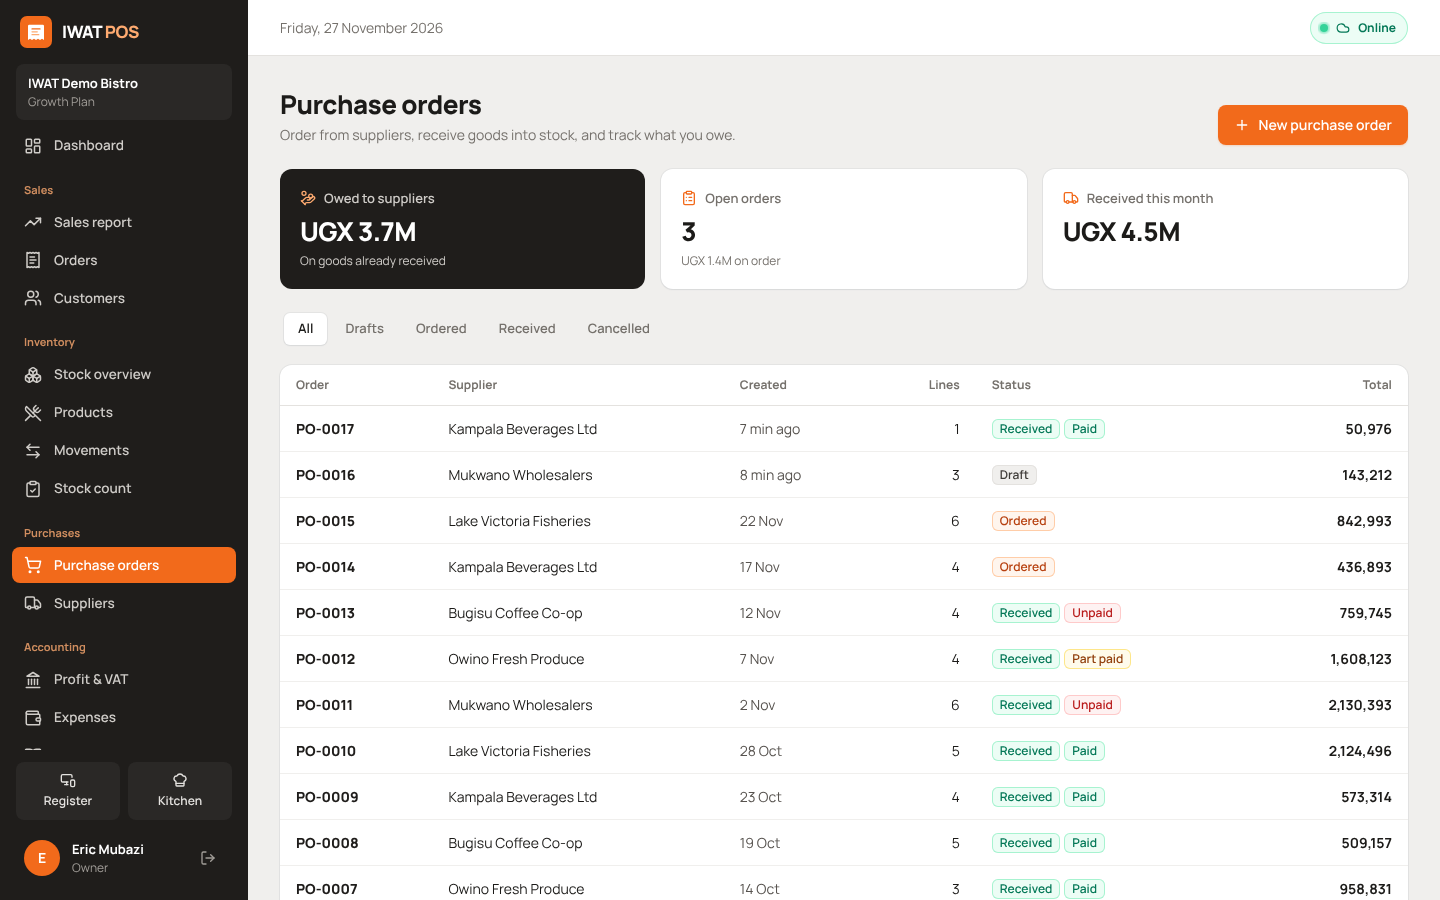 IWAT POS
IWAT Demo Bistro
Growth Plan
Dashboard
Sales
Sales report
Orders
Customers
Inventory
Stock overview
Products
Movements
Stock count
Purchases
Purchase orders
Suppliers
Accounting
Profit & VAT
Expenses
Register
Kitchen
E
Eric Mubazi
Owner
Friday, 27 November 2026
Online
Purchase orders
Order from suppliers, receive goods into stock, and track what you owe.
New purchase order
Owed to suppliers
UGX 3.7M
On goods already received
Open orders
3
UGX 1.4M on order
Received this month
UGX 4.5M
All Drafts Ordered Received Cancelled
Order Supplier Created Lines Status Total
PO-0017 Kampala Beverages Ltd 7 min ago 1 Received Paid 50,976
PO-0016 Mukwano Wholesalers 8 min ago 3 Draft 143,212
PO-0015 Lake Victoria Fisheries 22 Nov 6 Ordered 842,993
PO-0014 Kampala Beverages Ltd 17 Nov 4 Ordered 436,893
PO-0013 Bugisu Coffee Co-op 12 Nov 4 Received Unpaid 759,745
PO-0012 Owino Fresh Produce 7 Nov 4 Received Part paid 1,608,123
PO-0011 Mukwano Wholesalers 2 Nov 6 Received Unpaid 2,130,393
PO-0010 Lake Victoria Fisheries 28 Oct 5 Received Paid 2,124,496
PO-0009 Kampala Beverages Ltd 23 Oct 4 Received Paid 573,314
PO-0008 Bugisu Coffee Co-op 19 Oct 5 Received Paid 509,157
PO-0007 Owino Fresh Produce 14 Oct 3 Received Paid 958,831